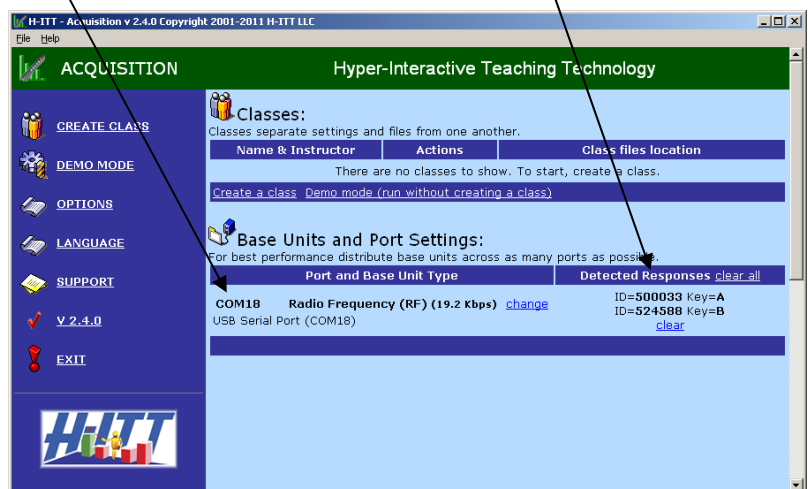 H-ITT - Acquisition v 2.4.0 Copyright 2001-2011 H-ITT LLC
File Help
ACQUISITION
Hyper-Interactive Teaching Technology
CREATE CLASS
DEMO MODE
OPTIONS
LANGUAGE
SUPPORT
V 2.4.0
EXIT
H-ITT
Classes:
Classes separate settings and files from one another.
Name & Instructor Actions Class files location
There are no classes to show. To start, create a class.
Create a class Demo mode (run without creating a class)
Base Units and Port Settings:
For best performance distribute base units across as many ports as possible.
Port and Base Unit Type Detected Responses clear all
COM18 Radio Frequency (RF) (19.2 Kbps) change
USB Serial Port (COM18)
ID=500033 Key=A
ID=524588 Key=B
clear